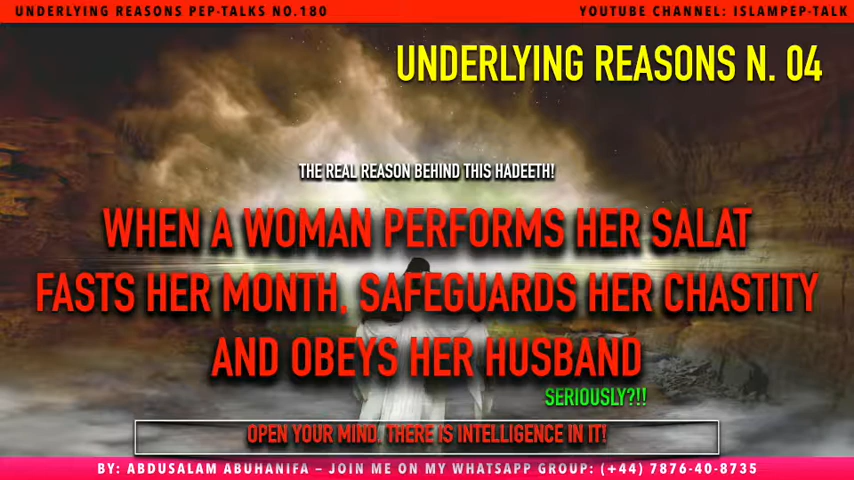 UNDERLYING REASONS PEP-TALKS NO.180
YOUTUBE CHANNEL: ISLAMPEP-TALK
UNDERLYING REASONS N. 04
THE REAL REASON BEHIND THIS HADEETH!
WHEN A WOMAN PERFORMS HER SALAT
FASTS HER MONTH, SAFEGUARDS HER CHASTITY
AND OBEYS HER HUSBAND
SERIOUSLY?!!
OPEN YOUR MIND. THERE IS INTELLIGENCE IN IT!
BY: ABDUSALAM ABUHANIFA – JOIN ME ON MY WHATSAPP GROUP: (+44) 7876-40-8735